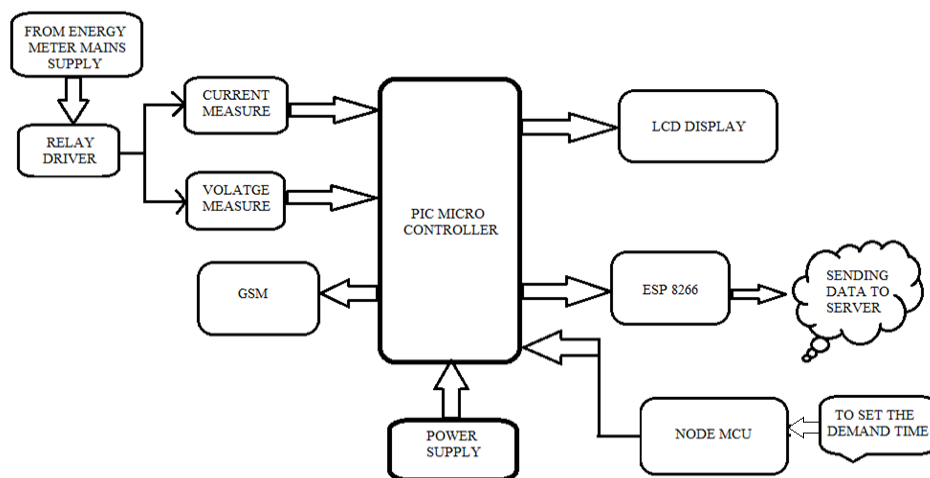 FROM ENERGY
METER MAINS
SUPPLY
RELAY
DRIVER
CURRENT
MEASURE
VOLATGE
MEASURE
GSM
PIC MICRO
CONTROLLER
POWER
SUPPLY
LCD DISPLAY
ESP 8266
SENDING
DATA TO
SERVER
NODE MCU
TO SET THE
DEMAND TIME